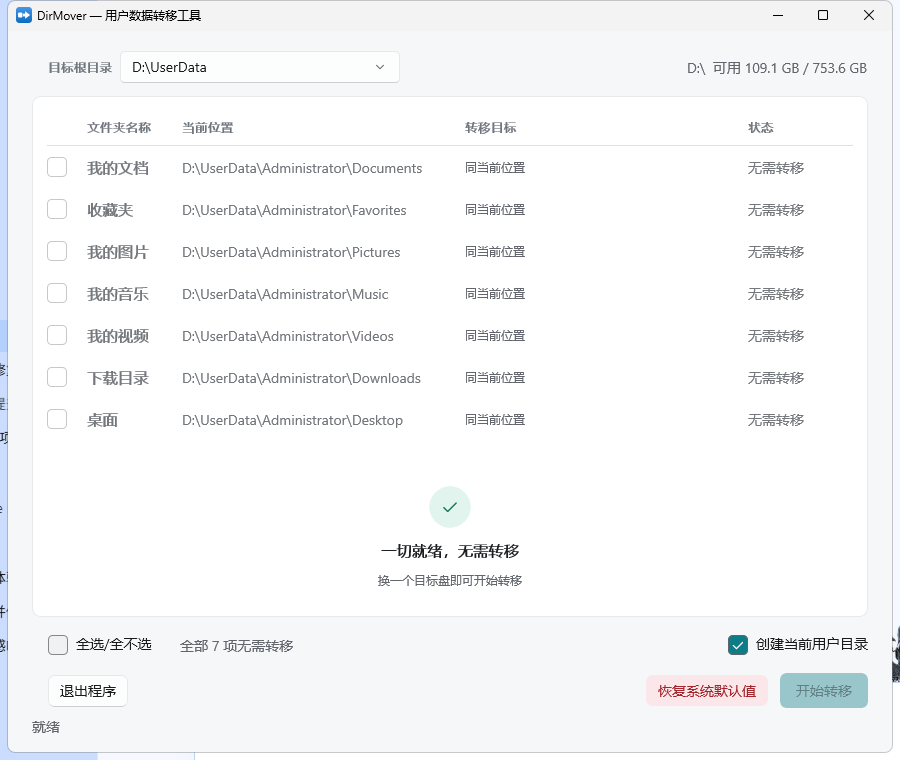 DirMover — 用户数据转移工具
目标根目录 D:\UserData D:\ 可用 109.1 GB / 753.6 GB
文件夹名称 当前位置 转移目标 状态
我的文档 D:\UserData\Administrator\Documents 同当前位置 无需转移
收藏夹 D:\UserData\Administrator\Favorites 同当前位置 无需转移
我的图片 D:\UserData\Administrator\Pictures 同当前位置 无需转移
我的音乐 D:\UserData\Administrator\Music 同当前位置 无需转移
我的视频 D:\UserData\Administrator\Videos 同当前位置 无需转移
下载目录 D:\UserData\Administrator\Downloads 同当前位置 无需转移
桌面 D:\UserData\Administrator\Desktop 同当前位置 无需转移
一切就绪，无需转移
换一个目标盘即可开始转移
全选/全不选 全部 7 项无需转移 创建当前用户目录
退出程序 恢复系统默认值 开始转移
就绪